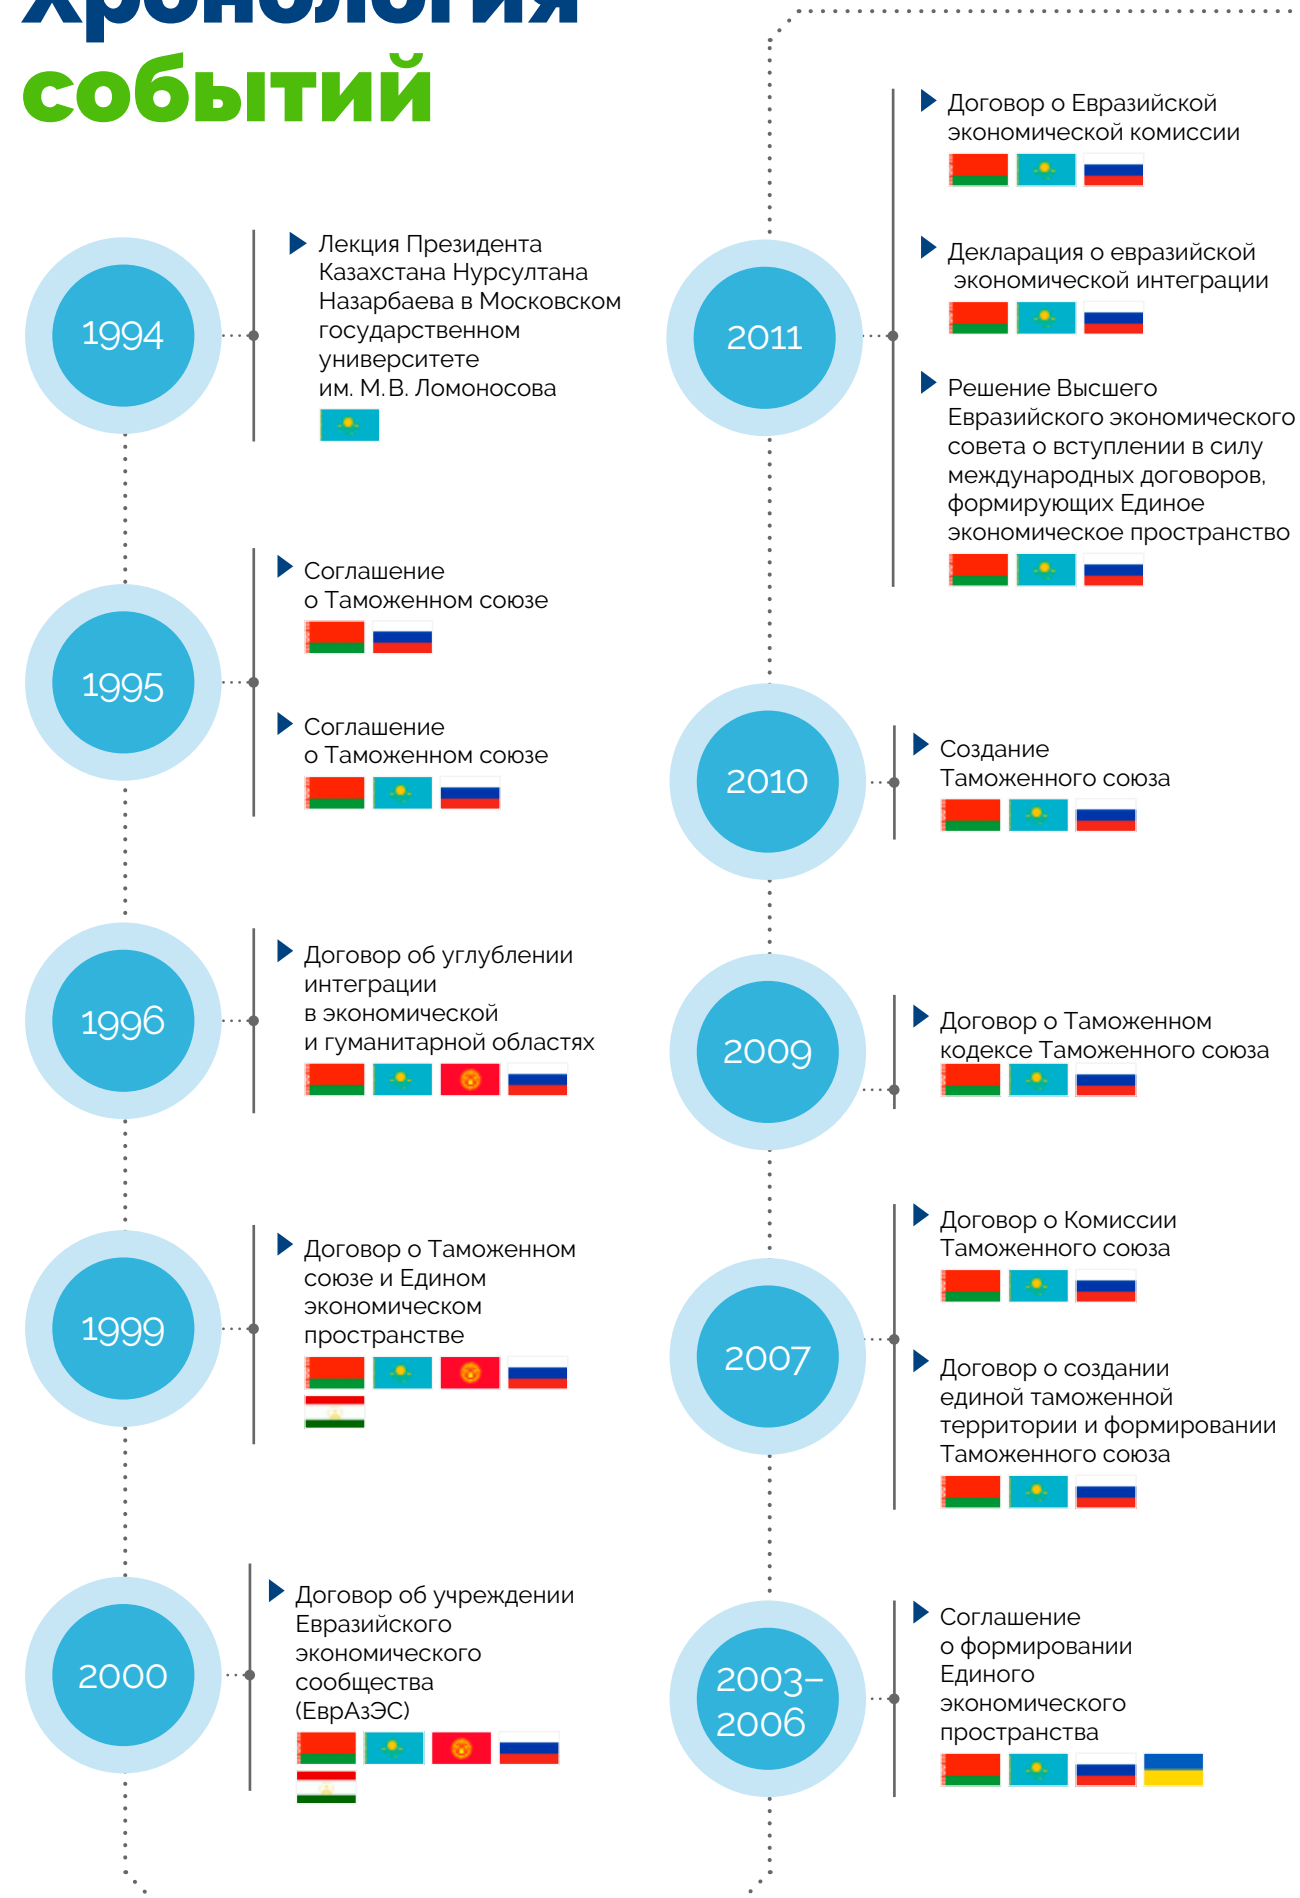 Хронология
событий
1994
Лекция Президента
Казахстана Нурсултана
Назарбаева в Московском
государственном
университете
им. М.В. Ломоносова
1995
Соглашение
о Таможенном союзе
Соглашение
о Таможенном союзе
1996
Договор об углублении
интеграции
в экономической
и гуманитарной областях
1999
Договор о Таможенном
союзе и Едином
экономическом
пространстве
2000
Договор об учреждении
Евразийского
экономического
сообщества
(ЕврАзЭС)
2011
Договор о Евразийской
экономической комиссии
Декларация о евразийской
экономической интеграции
Решение Высшего
Евразийского экономического
совета о вступлении в силу
международных договоров,
формирующих Единое
экономическое пространство
2010
Создание
Таможенного союза
2009
Договор о Таможенном
кодексе Таможенного союза
2007
Договор о Комиссии
Таможенного союза
Договор о создании
единой таможенной
территории и формировании
Таможенного союза
2003–
2006
Соглашение
о формировании
Единого
экономического
пространства